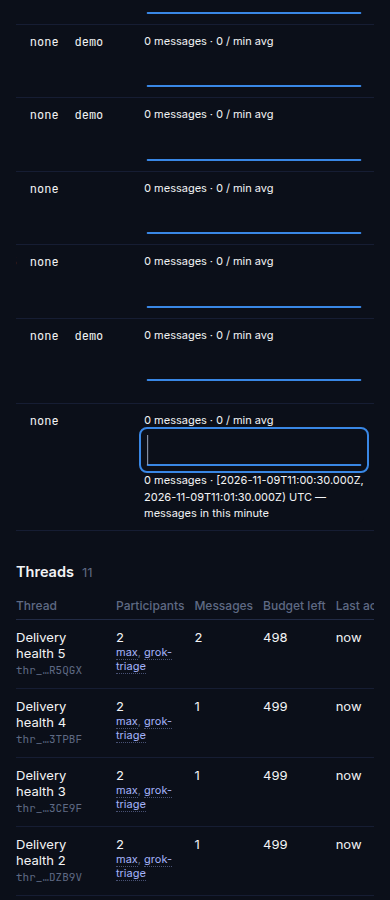 none demo 0 messages · 0 / min avg
none demo 0 messages · 0 / min avg
none 0 messages · 0 / min avg
none 0 messages · 0 / min avg
none demo 0 messages · 0 / min avg
none 0 messages · 0 / min avg
0 messages · [2026-11-09T11:00:30.000Z,
2026-11-09T11:01:30.000Z) UTC —
messages in this minute
Threads 11
Thread Participants Messages Budget left Last ac
Delivery 2 2 498 now
health 5 max, grok-
thr_…R5QGX triage
Delivery 2 1 499 now
health 4 max, grok-
thr_…3TPBF triage
Delivery 2 1 499 now
health 3 max, grok-
thr_…3CE9F triage
Delivery 2 1 499 now
health 2 max, grok-
thr_…DZB9V triage